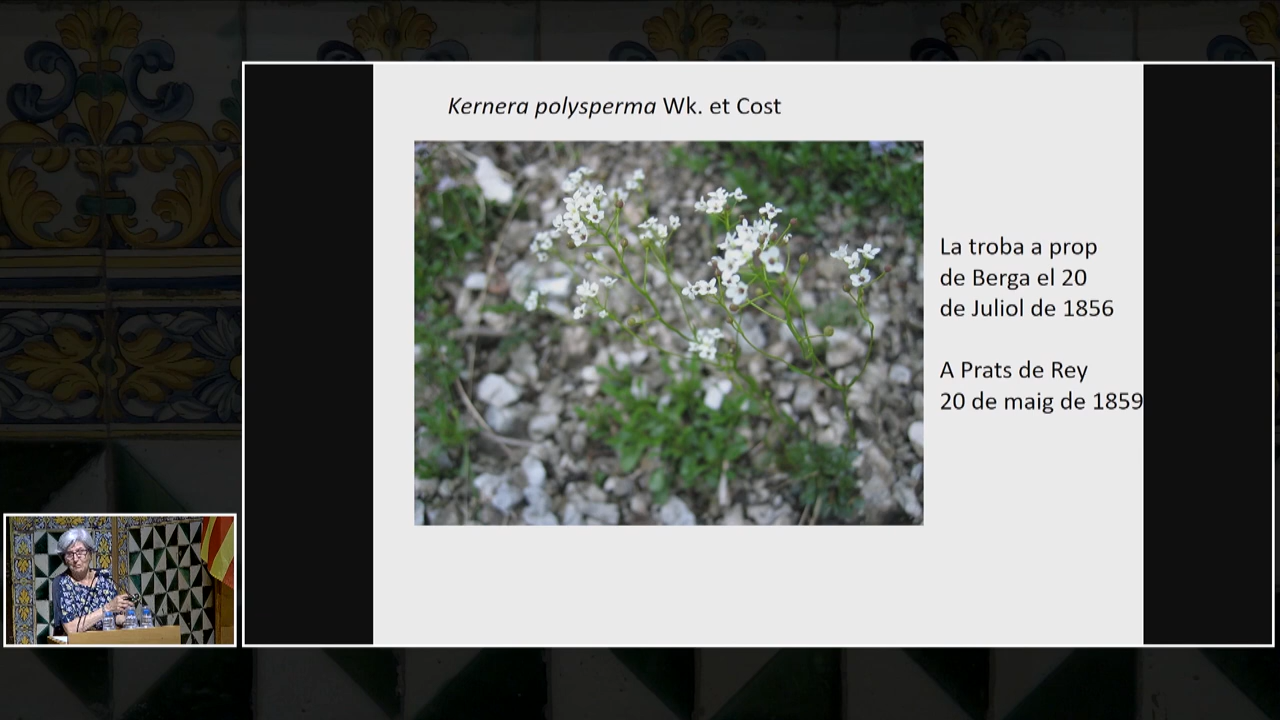 Kernera polysperma Wk. et Cost
La troba a prop
de Berga el 20
de Juliol de 1856
A Prats de Rey
20 de maig de 1859